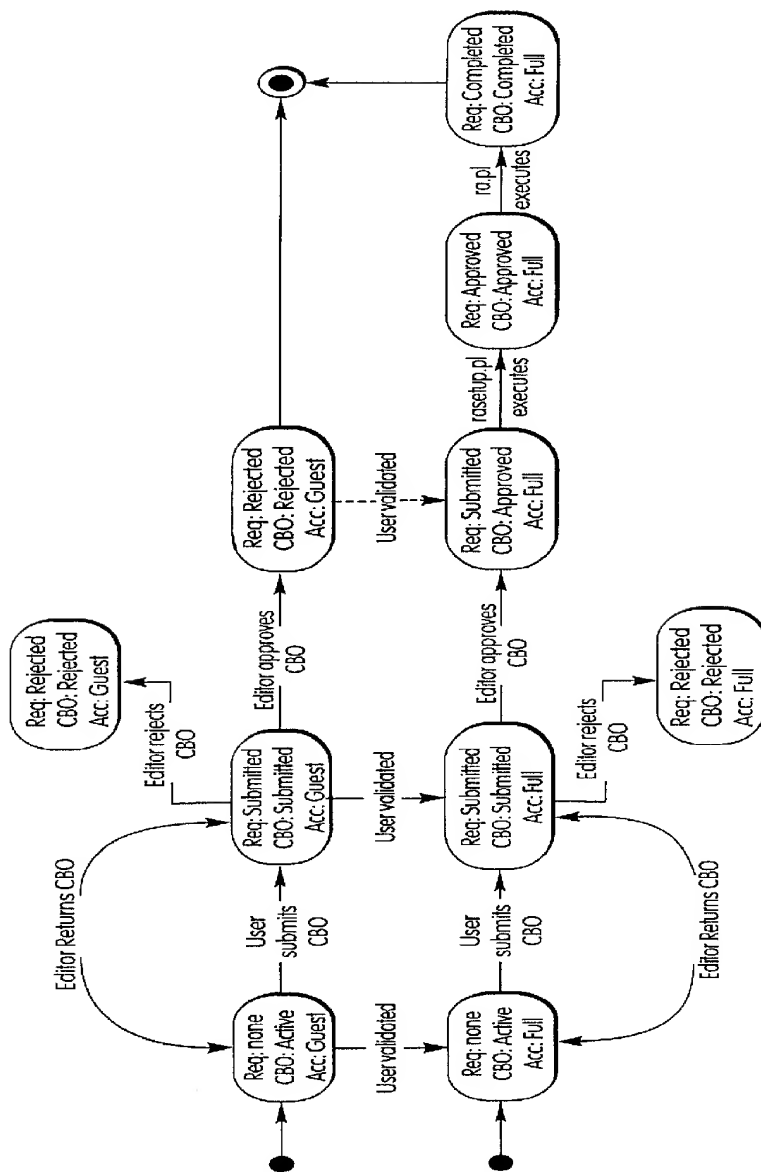 Req: Rejected
CBO: Rejected
Acc: Guest
Editor rejects
CBO
Editor Returns CBO
Req: none
CBO: Active
Acc: Guest
User
submits
CBO
Req: Submitted
CBO: Submitted
Acc: Guest
Editor approves
CBO
Req: Rejected
CBO: Rejected
Acc: Guest
User validated
User validated
User validated
Req: none
CBO: Active
Acc: Full
User
submits
CBO
Req: Submitted
CBO: Submitted
Acc: Full
Editor approves
CBO
Req: Submitted
CBO: Approved
Acc: Full
rasetup.pl
executes
Req: Approved
CBO: Approved
Acc: Full
ra.pl
executes
Req: Completed
CBO: Completed
Acc: Full
Editor Returns CBO
Editor rejects
CBO
Req: Rejected
CBO: Rejected
Acc: Full